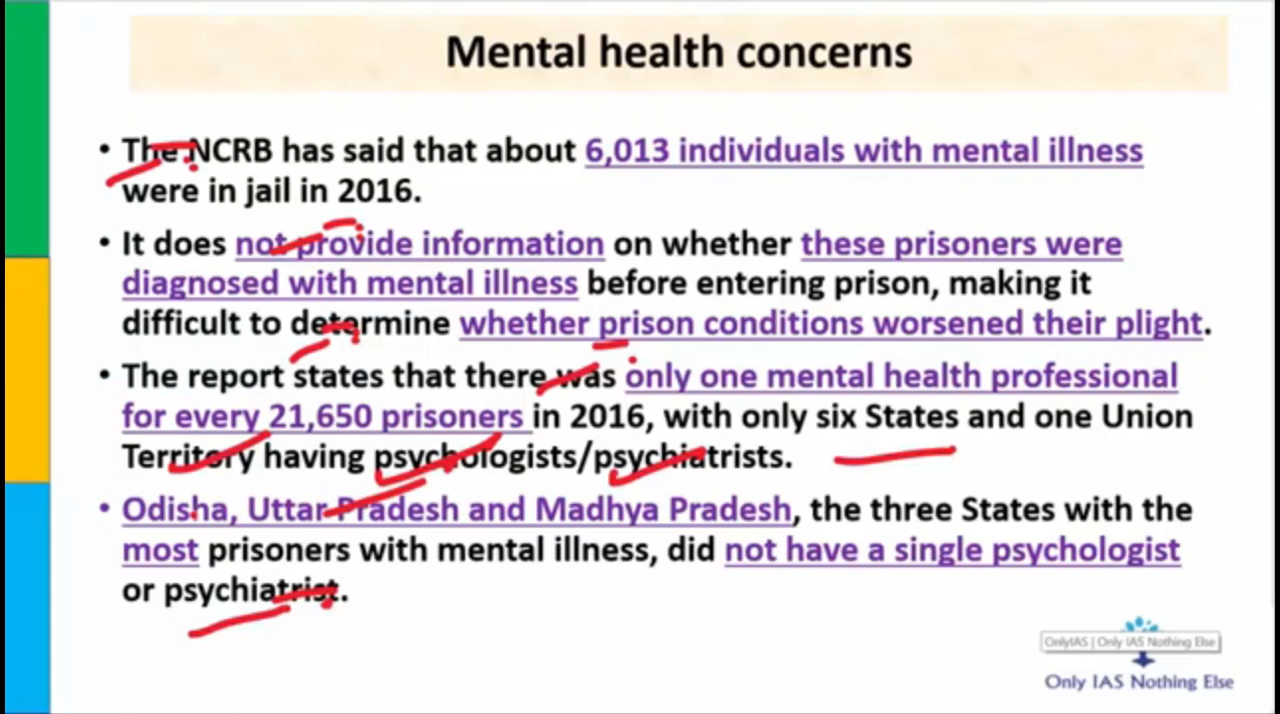 Mental health concerns
• The NCRB has said that about 6,013 individuals with mental illness
were in jail in 2016.
• It does not provide information on whether these prisoners were
diagnosed with mental illness before entering prison, making it
difficult to determine whether prison conditions worsened their plight.
• The report states that there was only one mental health professional
for every 21,650 prisoners in 2016, with only six States and one Union
Territory having psychologists/psychiatrists.
• Odisha, Uttar Pradesh and Madhya Pradesh, the three States with the
most prisoners with mental illness, did not have a single psychologist
or psychiatrist.
OnlyIAS | Only IAS Nothing Else
Only IAS Nothing Else